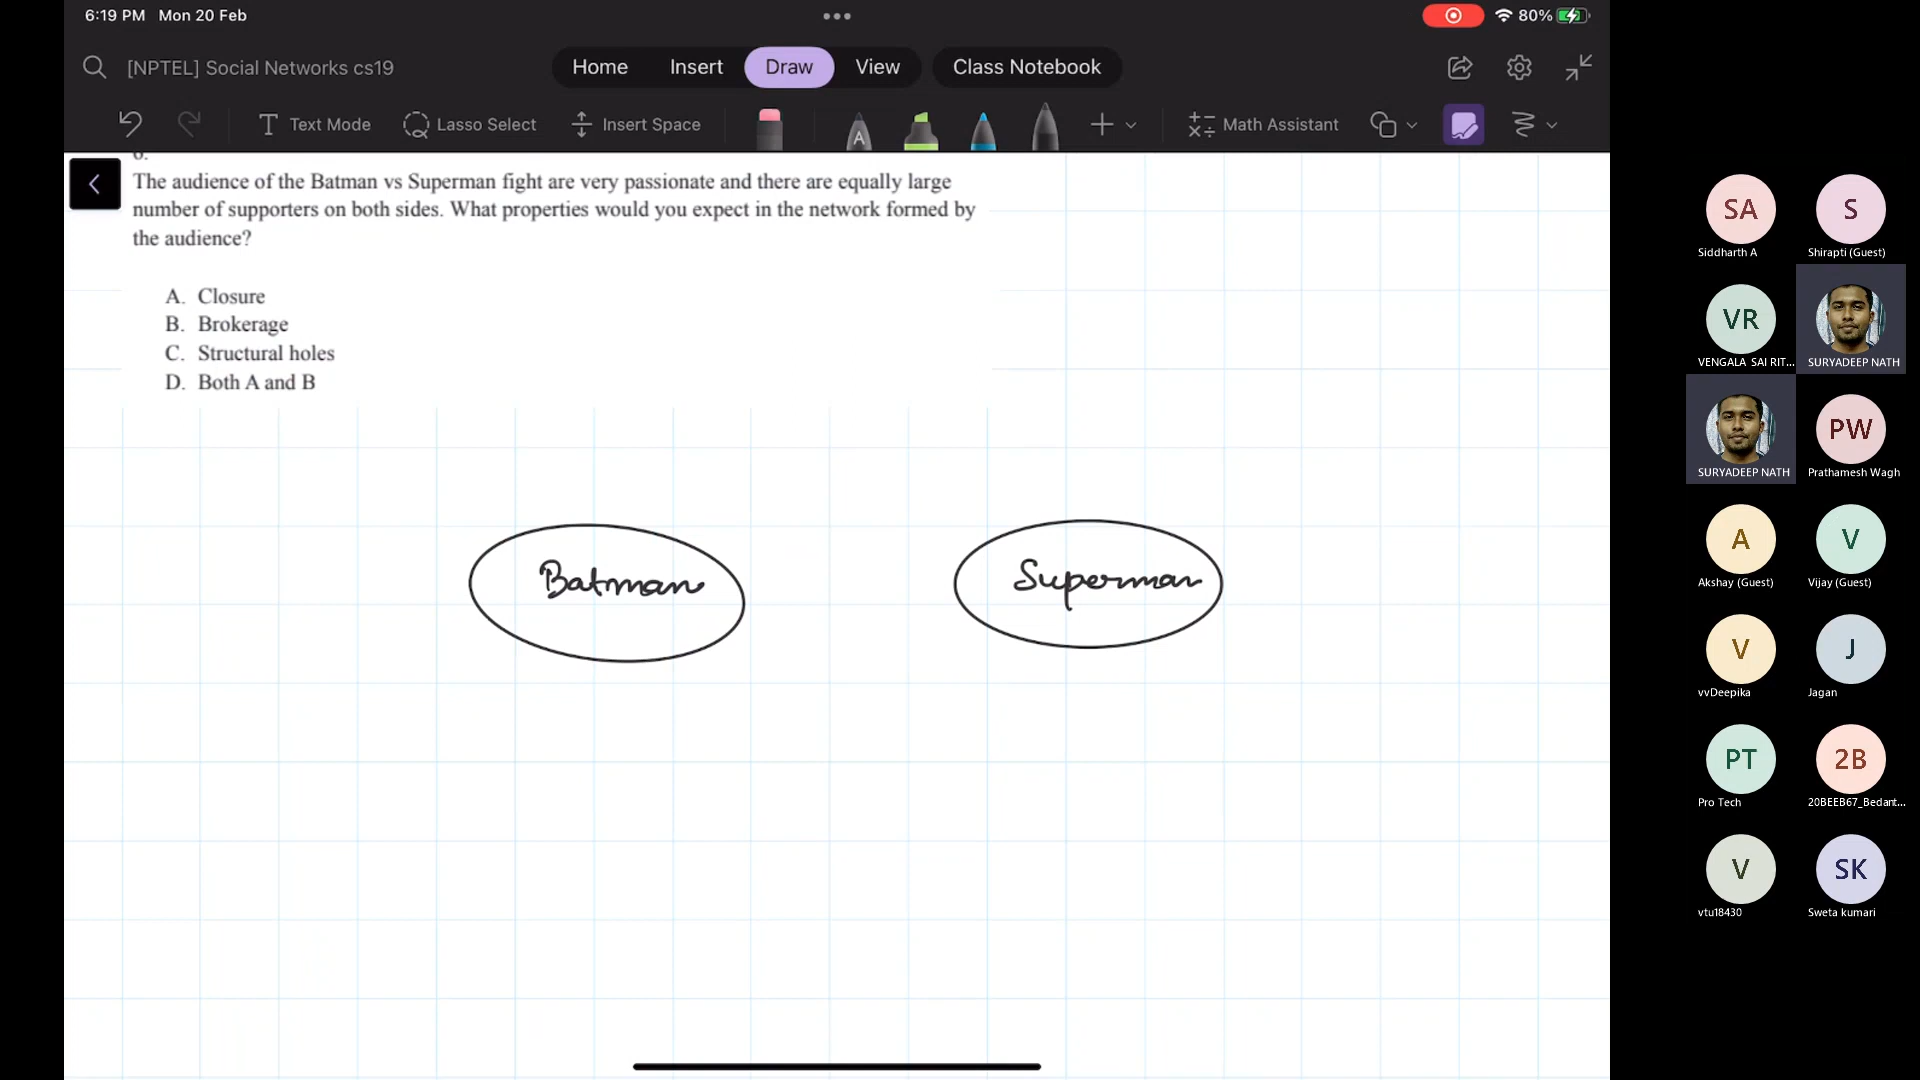 6:19 PM Mon 20 Feb
80%
[NPTEL] Social Networks cs19
Home Insert Draw View Class Notebook
Text Mode Lasso Select Insert Space A Math Assistant
The audience of the Batman vs Superman fight are very passionate and there are equally large
number of supporters on both sides. What properties would you expect in the network formed by
the audience?
A. Closure
B. Brokerage
C. Structural holes
D. Both A and B
Batman
Superman
SA S
Siddharth A Shirapti (Guest)
VR
VENGALA SAI RIT... SURYADEEP NATH
PW
SURYADEEP NATH Prathamesh Wagh
A V
Akshay (Guest) Vijay (Guest)
V J
vvDeepika Jagan
PT 2B
Pro Tech 20BEEB67_Bedant...
V SK
vtu18430 Sweta kumari